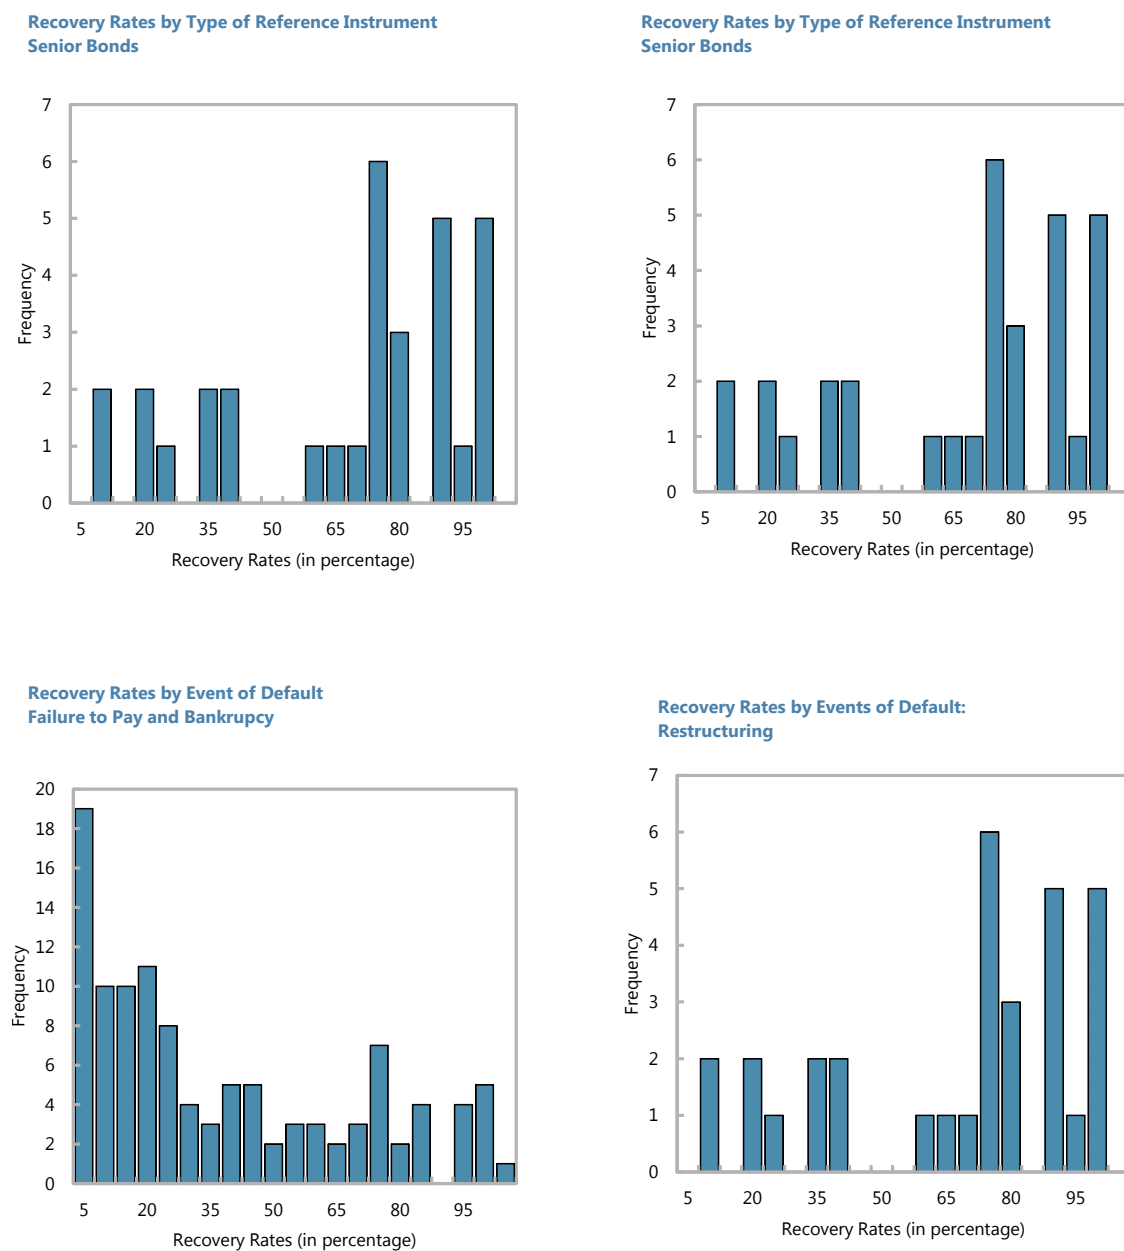 Recovery Rates by Type of Reference Instrument
Senior Bonds
7
6
5
4
3
2
1
0
Frequency
5 20 35 50 65 80 95
Recovery Rates (in percentage)
Recovery Rates by Type of Reference Instrument
Senior Bonds
7
6
5
4
3
2
1
0
Frequency
5 20 35 50 65 80 95
Recovery Rates (in percentage)
Recovery Rates by Event of Default
Failure to Pay and Bankrupcy
20
18
16
14
12
10
8
6
4
2
0
Frequency
5 20 35 50 65 80 95
Recovery Rates (in percentage)
Recovery Rates by Events of Default:
Restructuring
7
6
5
4
3
2
1
0
Frequency
5 20 35 50 65 80 95
Recovery Rates (in percentage)